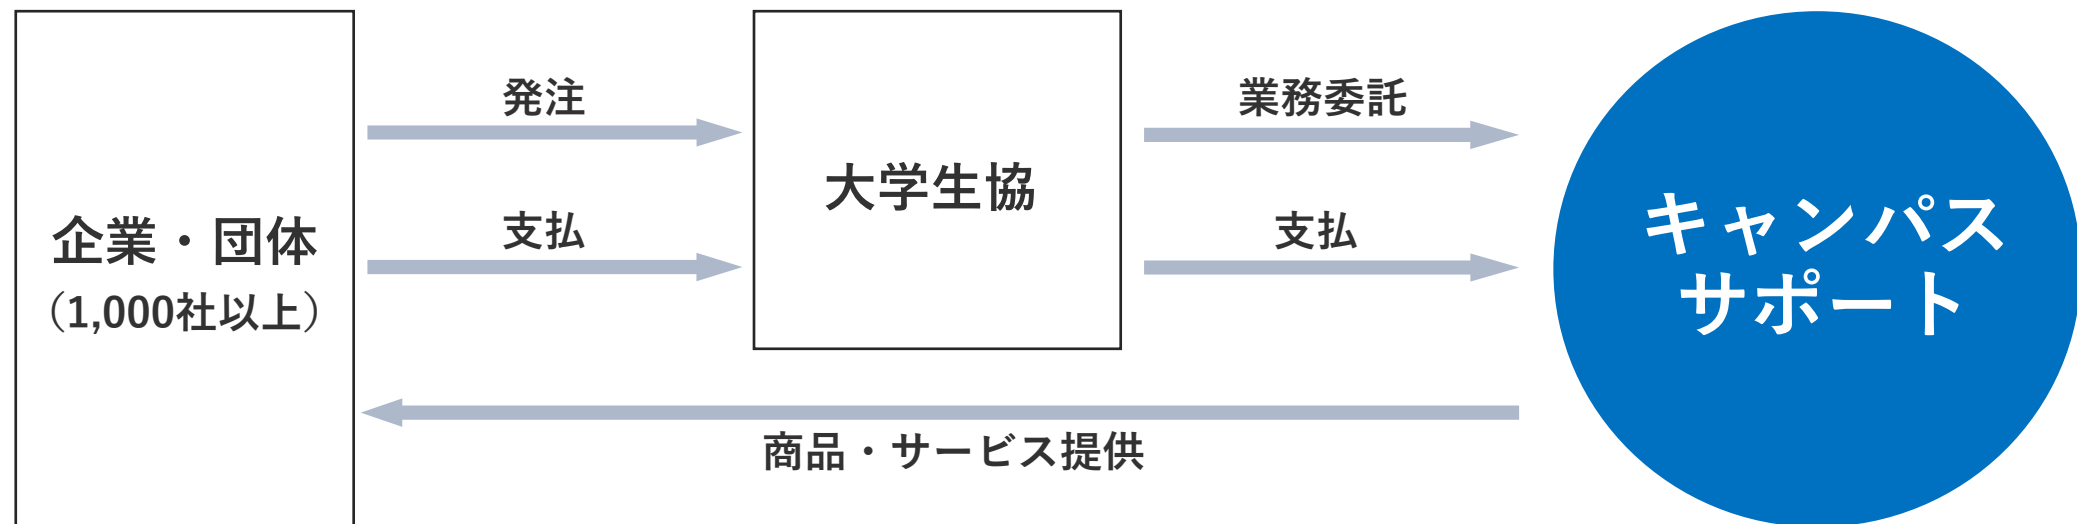 企業・団体
（1,000社以上）
発注
支払
大学生協
業務委託
支払
キャンパス
サポート
商品・サービス提供